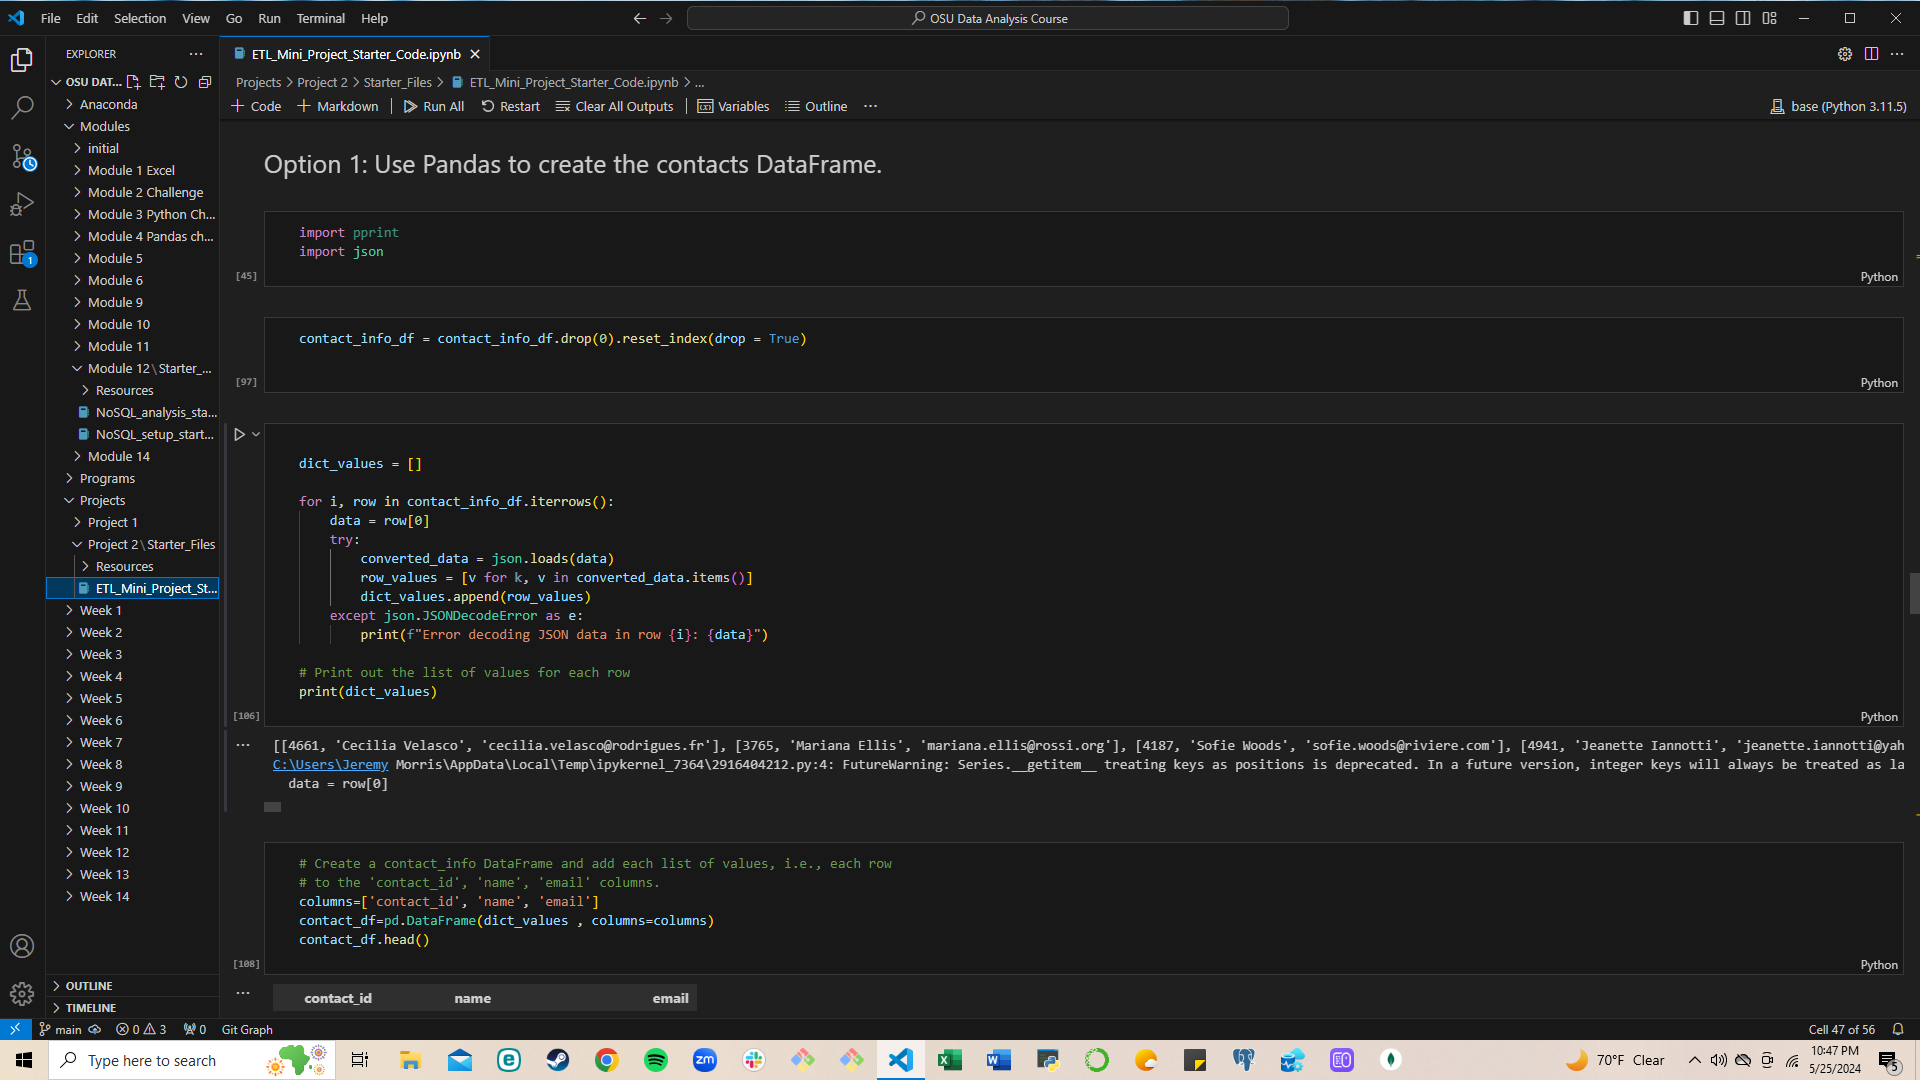 File Edit Selection View Go Run Terminal Help
OSU Data Analysis Course
EXPLORER
OSU DAT...
Anaconda
Modules
initial
Module 1 Excel
Module 2 Challenge
Module 3 Python Ch...
Module 4 Pandas ch...
Module 5
Module 6
Module 9
Module 10
Module 11
Module 12\Starter_...
Resources
NoSQL_analysis_sta...
NoSQL_setup_start...
Module 14
Programs
Projects
Project 1
Project 2\Starter_Files
Resources
ETL_Mini_Project_St...
Week 1
Week 2
Week 3
Week 4
Week 5
Week 6
Week 7
Week 8
Week 9
Week 10
Week 11
Week 12
Week 13
Week 14
OUTLINE
TIMELINE
1
ETL_Mini_Project_Starter_Code.ipynb
Projects > Project 2 > Starter_Files > ETL_Mini_Project_Starter_Code.ipynb > ...
+ Code + Markdown Run All Restart Clear All Outputs Variables Outline ...
base (Python 3.11.5)
Option 1: Use Pandas to create the contacts DataFrame.
import pprint
import json
[45]
Python
contact_info_df = contact_info_df.drop(0).reset_index(drop = True)
[97]
Python
dict_values = []
for i, row in contact_info_df.iterrows():
data = row[0]
try:
converted_data = json.loads(data)
row_values = [v for k, v in converted_data.items()]
dict_values.append(row_values)
except json.JSONDecodeError as e:
print(f"Error decoding JSON data in row {i}: {data}")
# Print out the list of values for each row
print(dict_values)
[106]
Python
[[4661, 'Cecilia Velasco', 'cecilia.velasco@rodrigues.fr'], [3765, 'Mariana Ellis', 'mariana.ellis@rossi.org'], [4187, 'Sofie Woods', 'sofie.woods@riviere.com'], [4941, 'Jeanette Iannotti', 'jeanette.iannotti@yah
C:\Users\Jeremy Morris\AppData\Local\Temp\ipykernel_7364\2916404212.py:4: FutureWarning: Series.__getitem__ treating keys as positions is deprecated. In a future version, integer keys will always be treated as la
data = row[0]
# Create a contact_info DataFrame and add each list of values, i.e., each row
# to the 'contact_id', 'name', 'email' columns.
columns=['contact_id', 'name', 'email']
contact_df=pd.DataFrame(dict_values , columns=columns)
contact_df.head()
[108]
Python
contact_id name email
main 0 3 0 Git Graph
Cell 47 of 56
Type here to search
70°F Clear
10:47 PM
5/25/2024
5